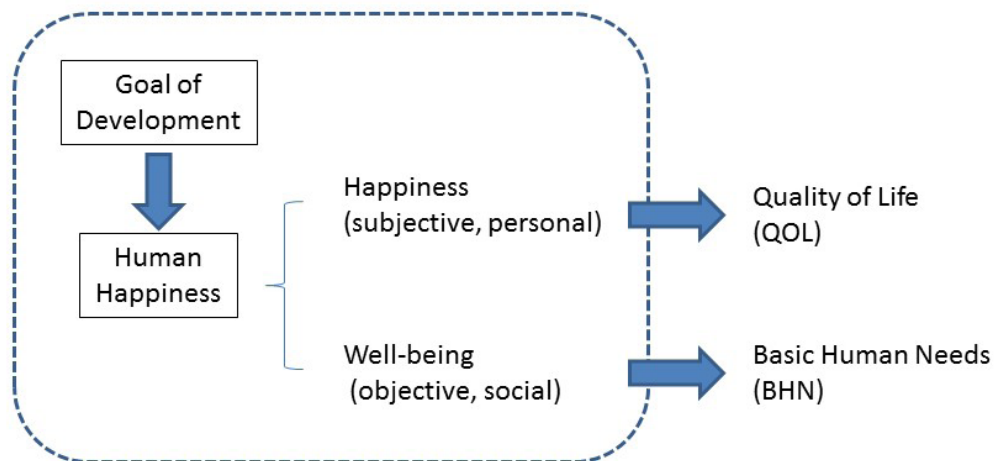 Goal of
Development
Human
Happiness
Happiness
(subjective, personal)
Well-being
(objective, social)
Quality of Life
(QOL)
Basic Human Needs
(BHN)